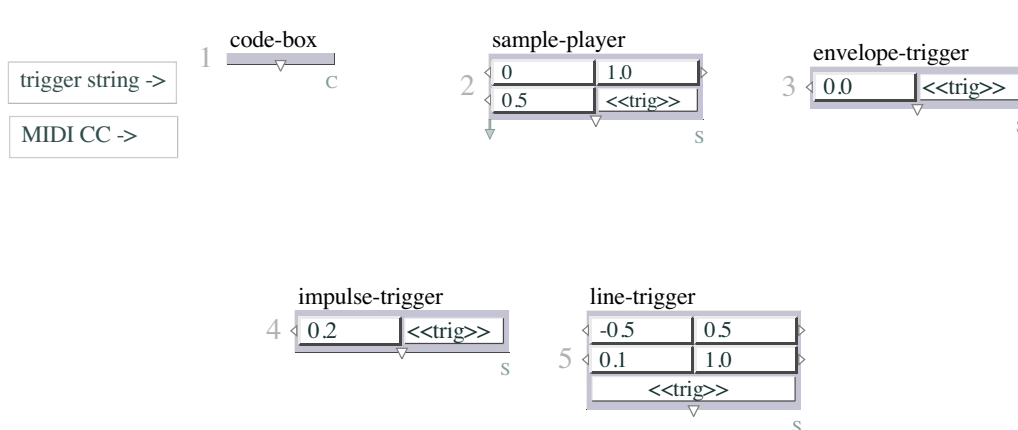 code-box
1
C
trigger string ->
MIDI CC ->
sample-player
2
0 1.0
0.5 <<trig>>
S
envelope-trigger
3
0.0 <<trig>>
impulse-trigger
4
0.2 <<trig>>
S
line-trigger
5
-0.5 0.5
0.1 1.0
<<trig>>
S